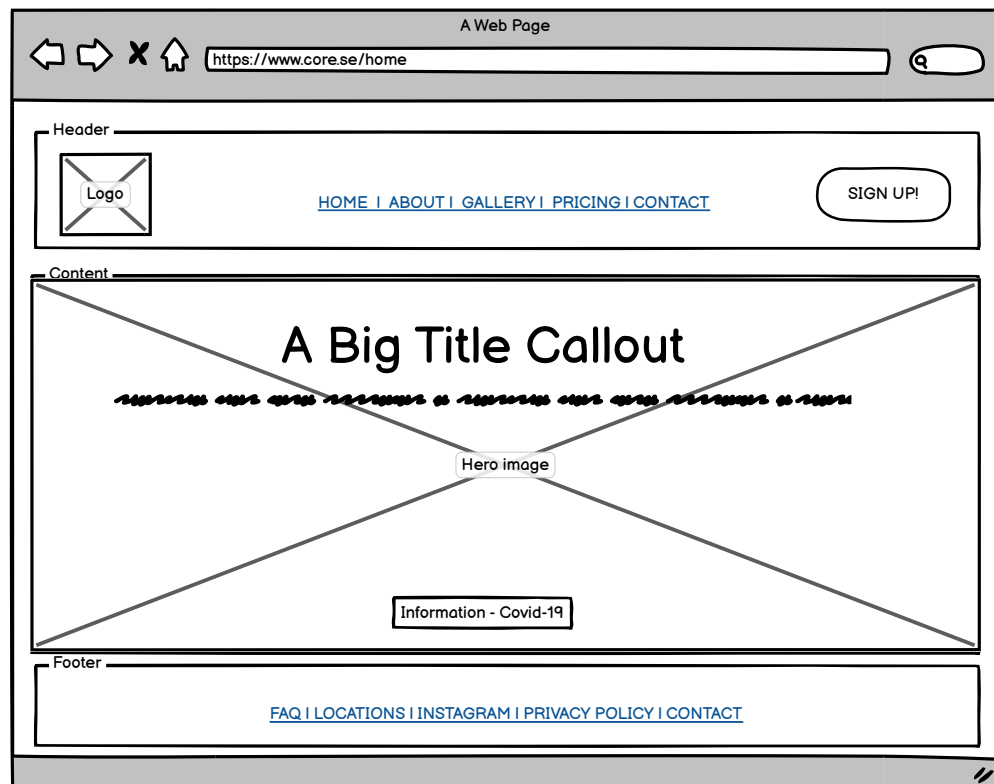 A Web Page
https://www.core.se/home
Header
Logo
HOME | ABOUT | GALLERY | PRICING | CONTACT
SIGN UP!
Content
A Big Title Callout
Hero image
Information - Covid-19
Footer
FAQ | LOCATIONS | INSTAGRAM | PRIVACY POLICY | CONTACT